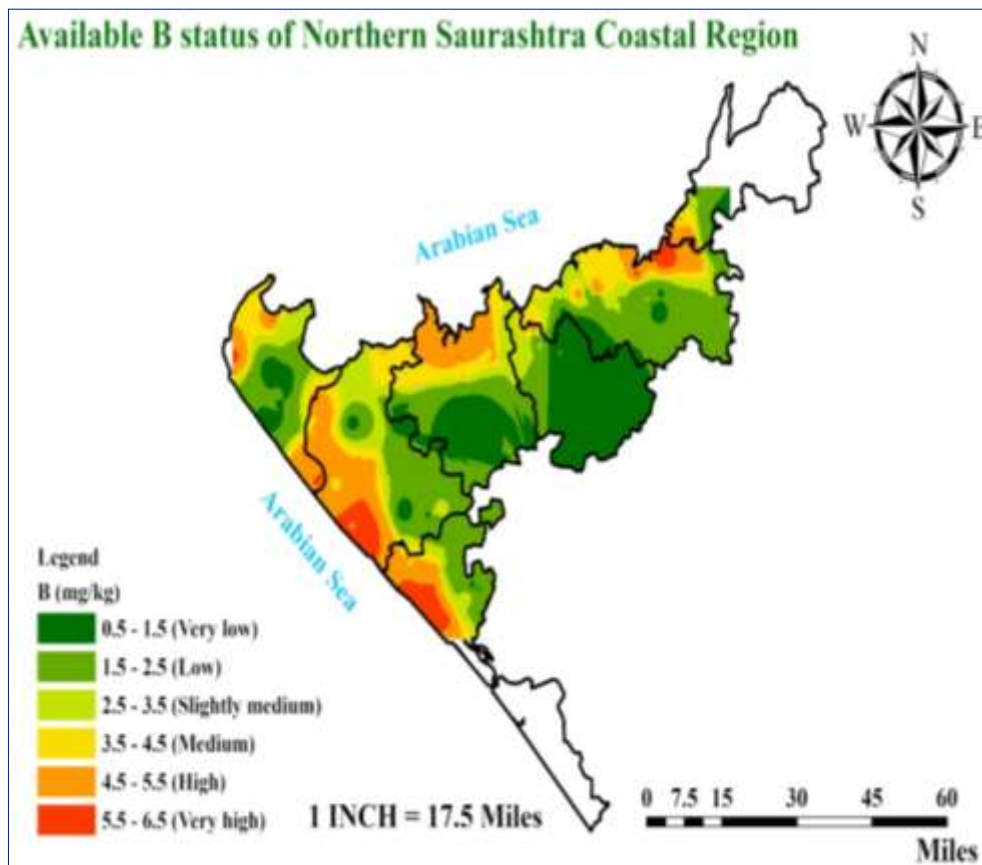 Available B status of Northern Saurashtra Coastal Region
N
W E
S
Arabian Sea
Arabian Sea
Legend
B (mg/kg)
0.5 - 1.5 (Very low)
1.5 - 2.5 (Low)
2.5 - 3.5 (Slightly medium)
3.5 - 4.5 (Medium)
4.5 - 5.5 (High)
5.5 - 6.5 (Very high)
1 INCH = 17.5 Miles
0 7.5 15 30 45 60
Miles